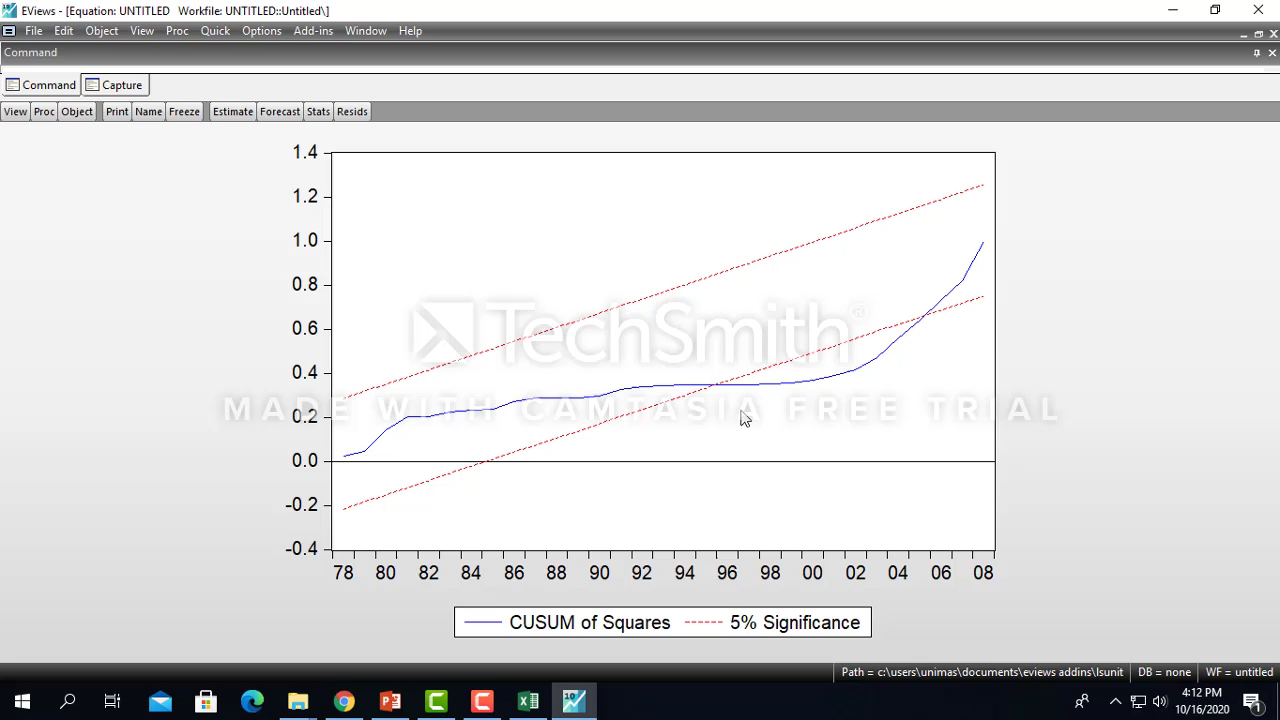 EViews - [Equation: UNTITLED   Workfile: UNTITLED::Untitled\]
File Edit Object View Proc Quick Options Add-ins Window Help
Command
Command Capture
View Proc Object Print Name Freeze Estimate Forecast Stats Resids
1.4
1.2
1.0
0.8
0.6
0.4
0.2
0.0
-0.2
-0.4
TechSmith®
MADE WITH CAMTASIA FREE TRIAL
78 80 82 84 86 88 90 92 94 96 98 00 02 04 06 08
CUSUM of Squares 5% Significance
Path = c:\users\unimas\documents\eviews addins\lsunit DB = none WF = untitled
4:12 PM
10/16/2020
1